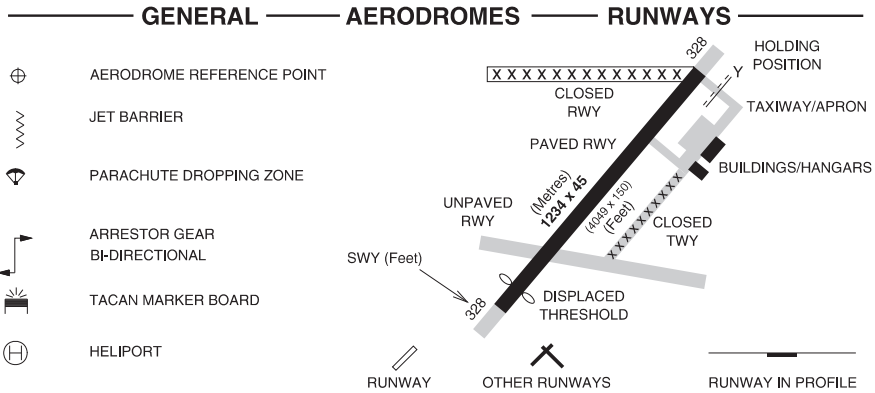 GENERAL AERODROMES RUNWAYS
AERODROME REFERENCE POINT
JET BARRIER
PARACHUTE DROPPING ZONE
ARRESTOR GEAR
BI-DIRECTIONAL
TACAN MARKER BOARD
H
HELIPORT
328
HOLDING
POSITION
Y
X X X X X X X X X X X X X
CLOSED
RWY
TAXIWAY/APRON
PAVED RWY
BUILDINGS/HANGARS
UNPAVED
RWY
(Metres)
1234 x 45
(4049 x 150)
(Feet)
XXXXXXXXXX
CLOSED
TWY
SWY (Feet)
328
DISPLACED
THRESHOLD
RUNWAY
OTHER RUNWAYS
RUNWAY IN PROFILE